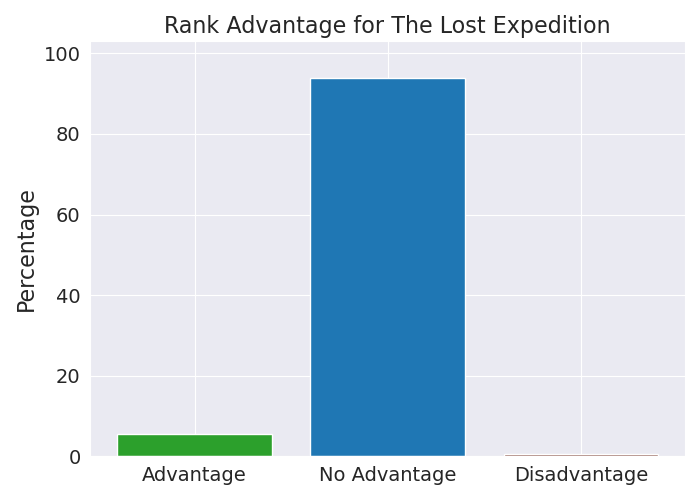 Rank Advantage for The Lost Expedition
100
80
60
40
20
0
Percentage
Advantage
No Advantage
Disadvantage